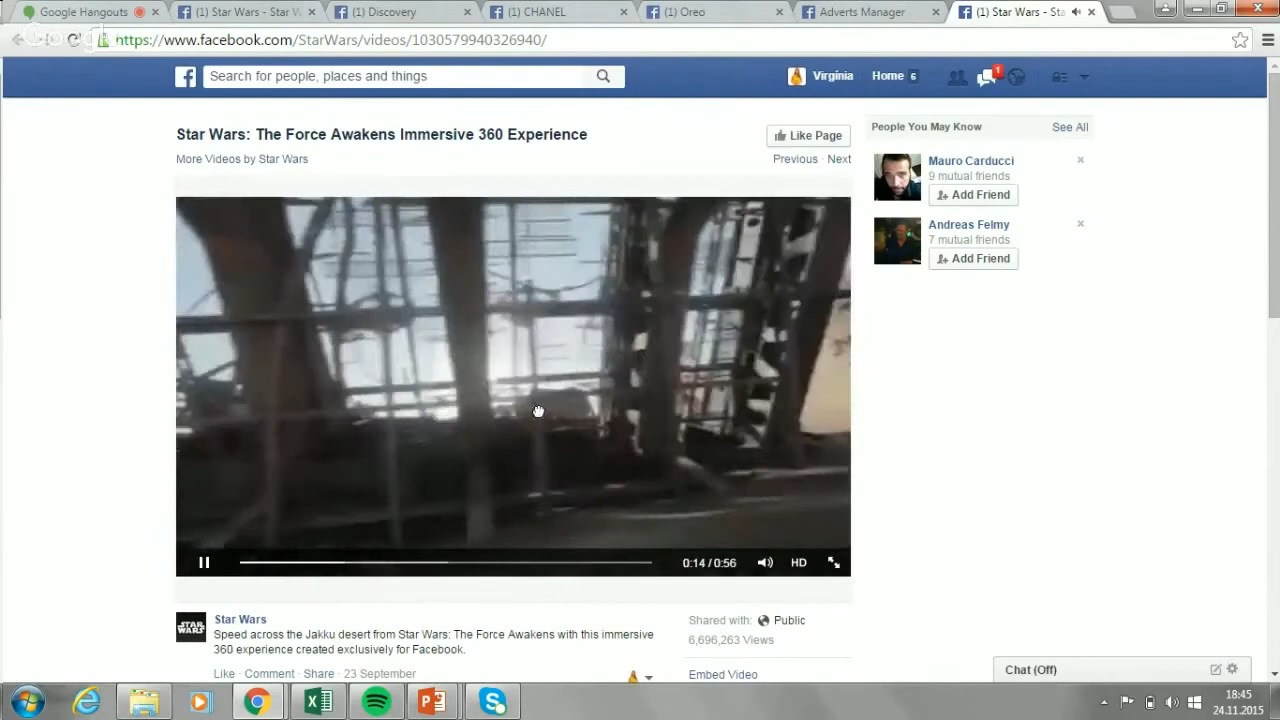 Google Hangouts
(1) Star Wars - Star W
(1) Discovery
(1) CHANEL
(1) Oreo
Adverts Manager
(1) Star Wars - Sta
https://www.facebook.com/StarWars/videos/1030579940326940/
Search for people, places and things
Virginia
Home 6
1
Star Wars: The Force Awakens Immersive 360 Experience
Like Page
More Videos by Star Wars
Previous · Next
People You May Know
See All
Mauro Carducci
9 mutual friends
Add Friend
Andreas Felmy
7 mutual friends
Add Friend
0:14 / 0:56
HD
STAR WARS
Star Wars
Speed across the Jakku desert from Star Wars: The Force Awakens with this immersive
360 experience created exclusively for Facebook.
Like · Comment · Share · 23 September
Shared with: Public
6,696,263 Views
Embed Video
Chat (Off)
18:45
24.11.2015